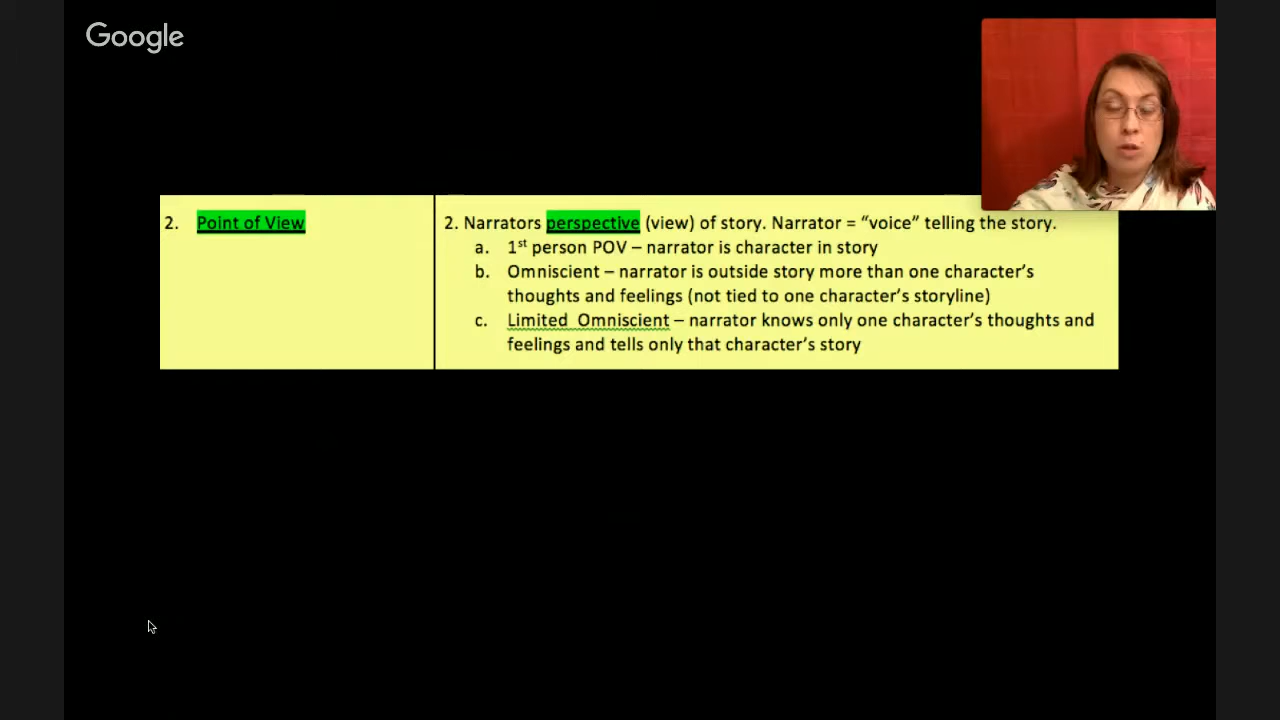 Google
2. Point of View
2. Narrators perspective (view) of story. Narrator = “voice” telling the story.
a. 1st person POV – narrator is character in story
b. Omniscient – narrator is outside story more than one character’s
thoughts and feelings (not tied to one character’s storyline)
c. Limited Omniscient – narrator knows only one character’s thoughts and
feelings and tells only that character’s story